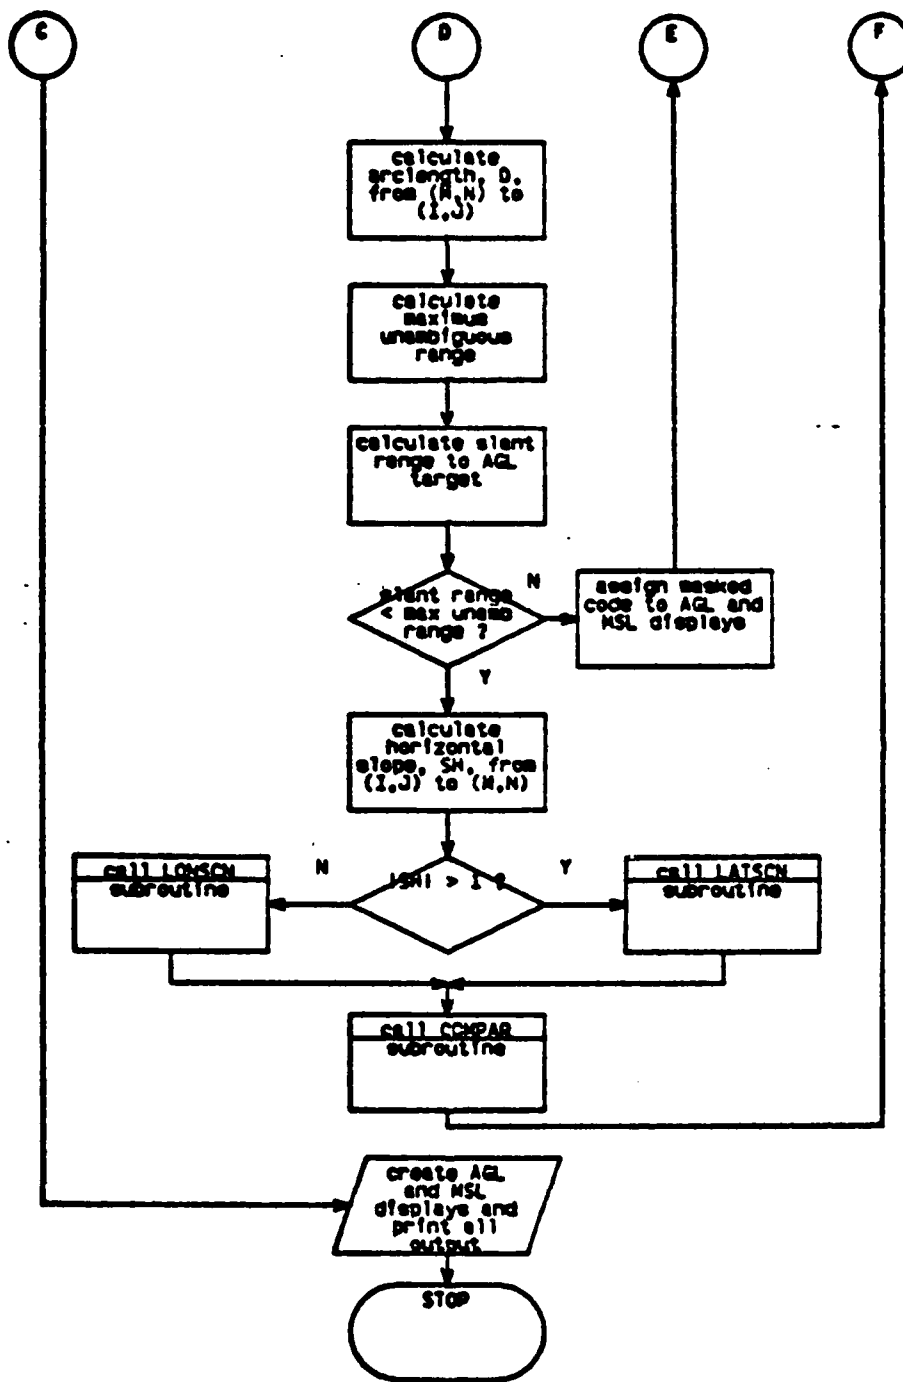 C
D
E
F
calculate
arclength, D,
from (M,N) to
(I,J)
calculate
maximum
unambiguous
range
calculate slant
range to AGL
target
slant range
< max unamb
range ?
N
assign masked
code to AGL and
MSL displays
Y
calculate
horizontal
slope, SH, from
(I,J) to (M,N)
|SH| > 1 ?
N
Y
call LONSCN
subroutine
call LATSCN
subroutine
call COMPAR
subroutine
create AGL
and MSL
displays and
print all
output
STOP